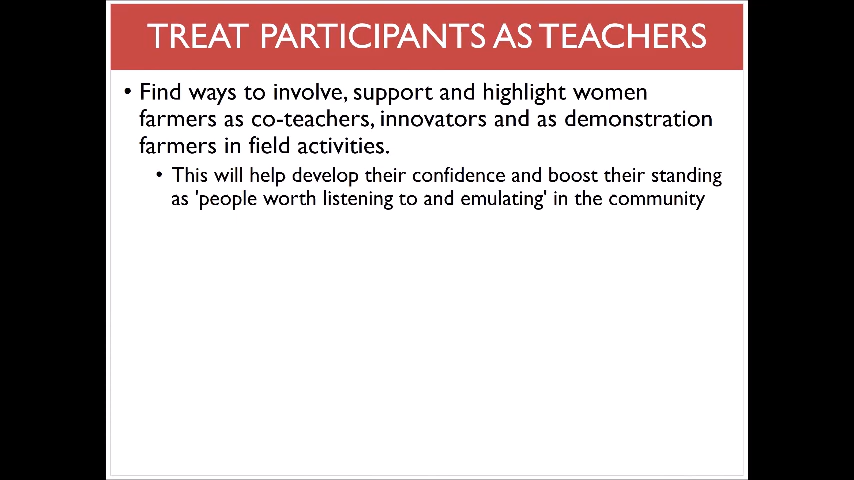 TREAT PARTICIPANTS AS TEACHERS
• Find ways to involve, support and highlight women
farmers as co-teachers, innovators and as demonstration
farmers in field activities.
• This will help develop their confidence and boost their standing
as 'people worth listening to and emulating' in the community